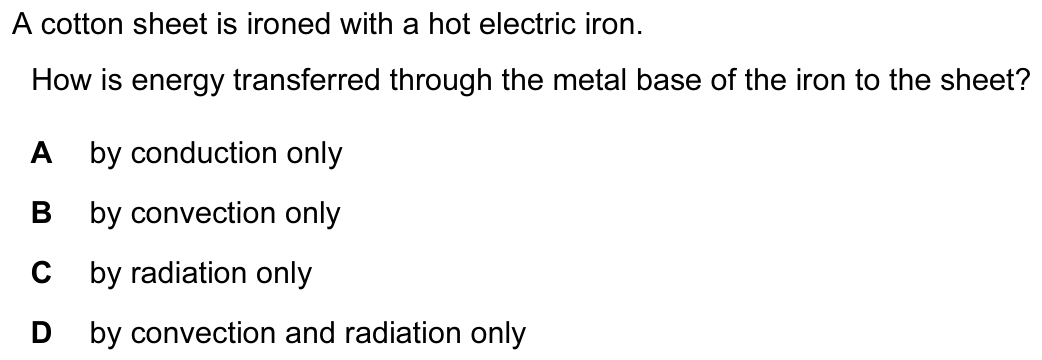 A cotton sheet is ironed with a hot electric iron.
How is energy transferred through the metal base of the iron to the sheet?
A by conduction only
B by convection only
C by radiation only
D by convection and radiation only